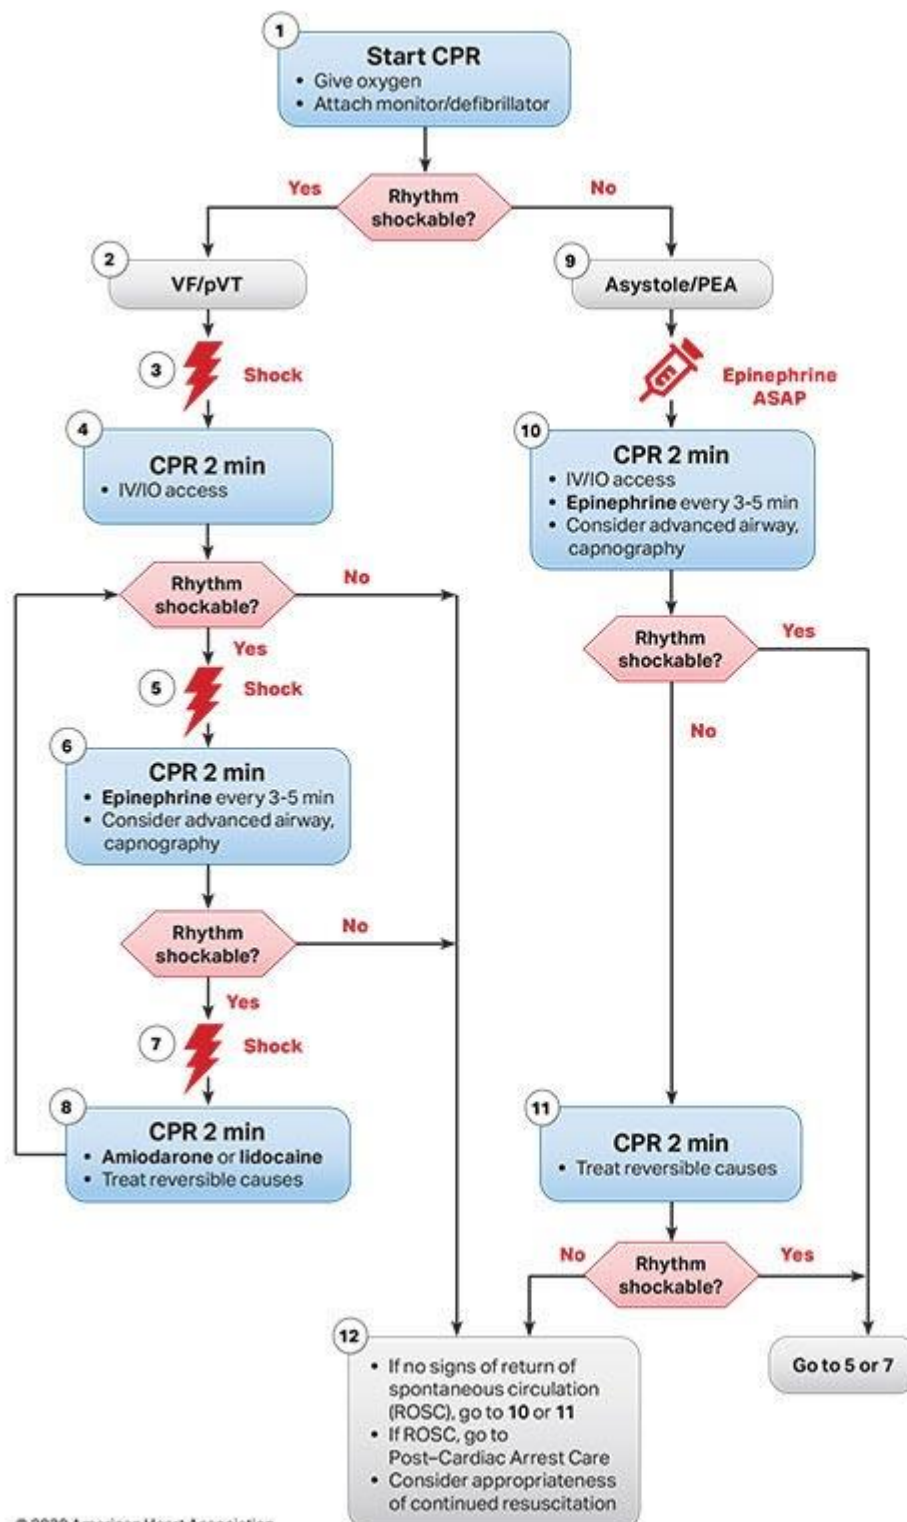 1
Start CPR
• Give oxygen
• Attach monitor/defibrillator
Yes
Rhythm
shockable?
No
2
VF/pVT
9
Asystole/PEA
3
Shock
Epinephrine
ASAP
4
CPR 2 min
• IV/IO access
10
CPR 2 min
• IV/IO access
• Epinephrine every 3-5 min
• Consider advanced airway,
capnography
Rhythm
shockable?
No
Yes
5
Shock
Rhythm
shockable?
Yes
No
6
CPR 2 min
• Epinephrine every 3-5 min
• Consider advanced airway,
capnography
Rhythm
shockable?
No
Yes
7
Shock
8
CPR 2 min
• Amiodarone or lidocaine
• Treat reversible causes
11
CPR 2 min
• Treat reversible causes
No
Rhythm
shockable?
Yes
12
• If no signs of return of
spontaneous circulation
(ROSC), go to 10 or 11
• If ROSC, go to
Post–Cardiac Arrest Care
• Consider appropriateness
of continued resuscitation
Go to 5 or 7
© 2020 American Heart Association